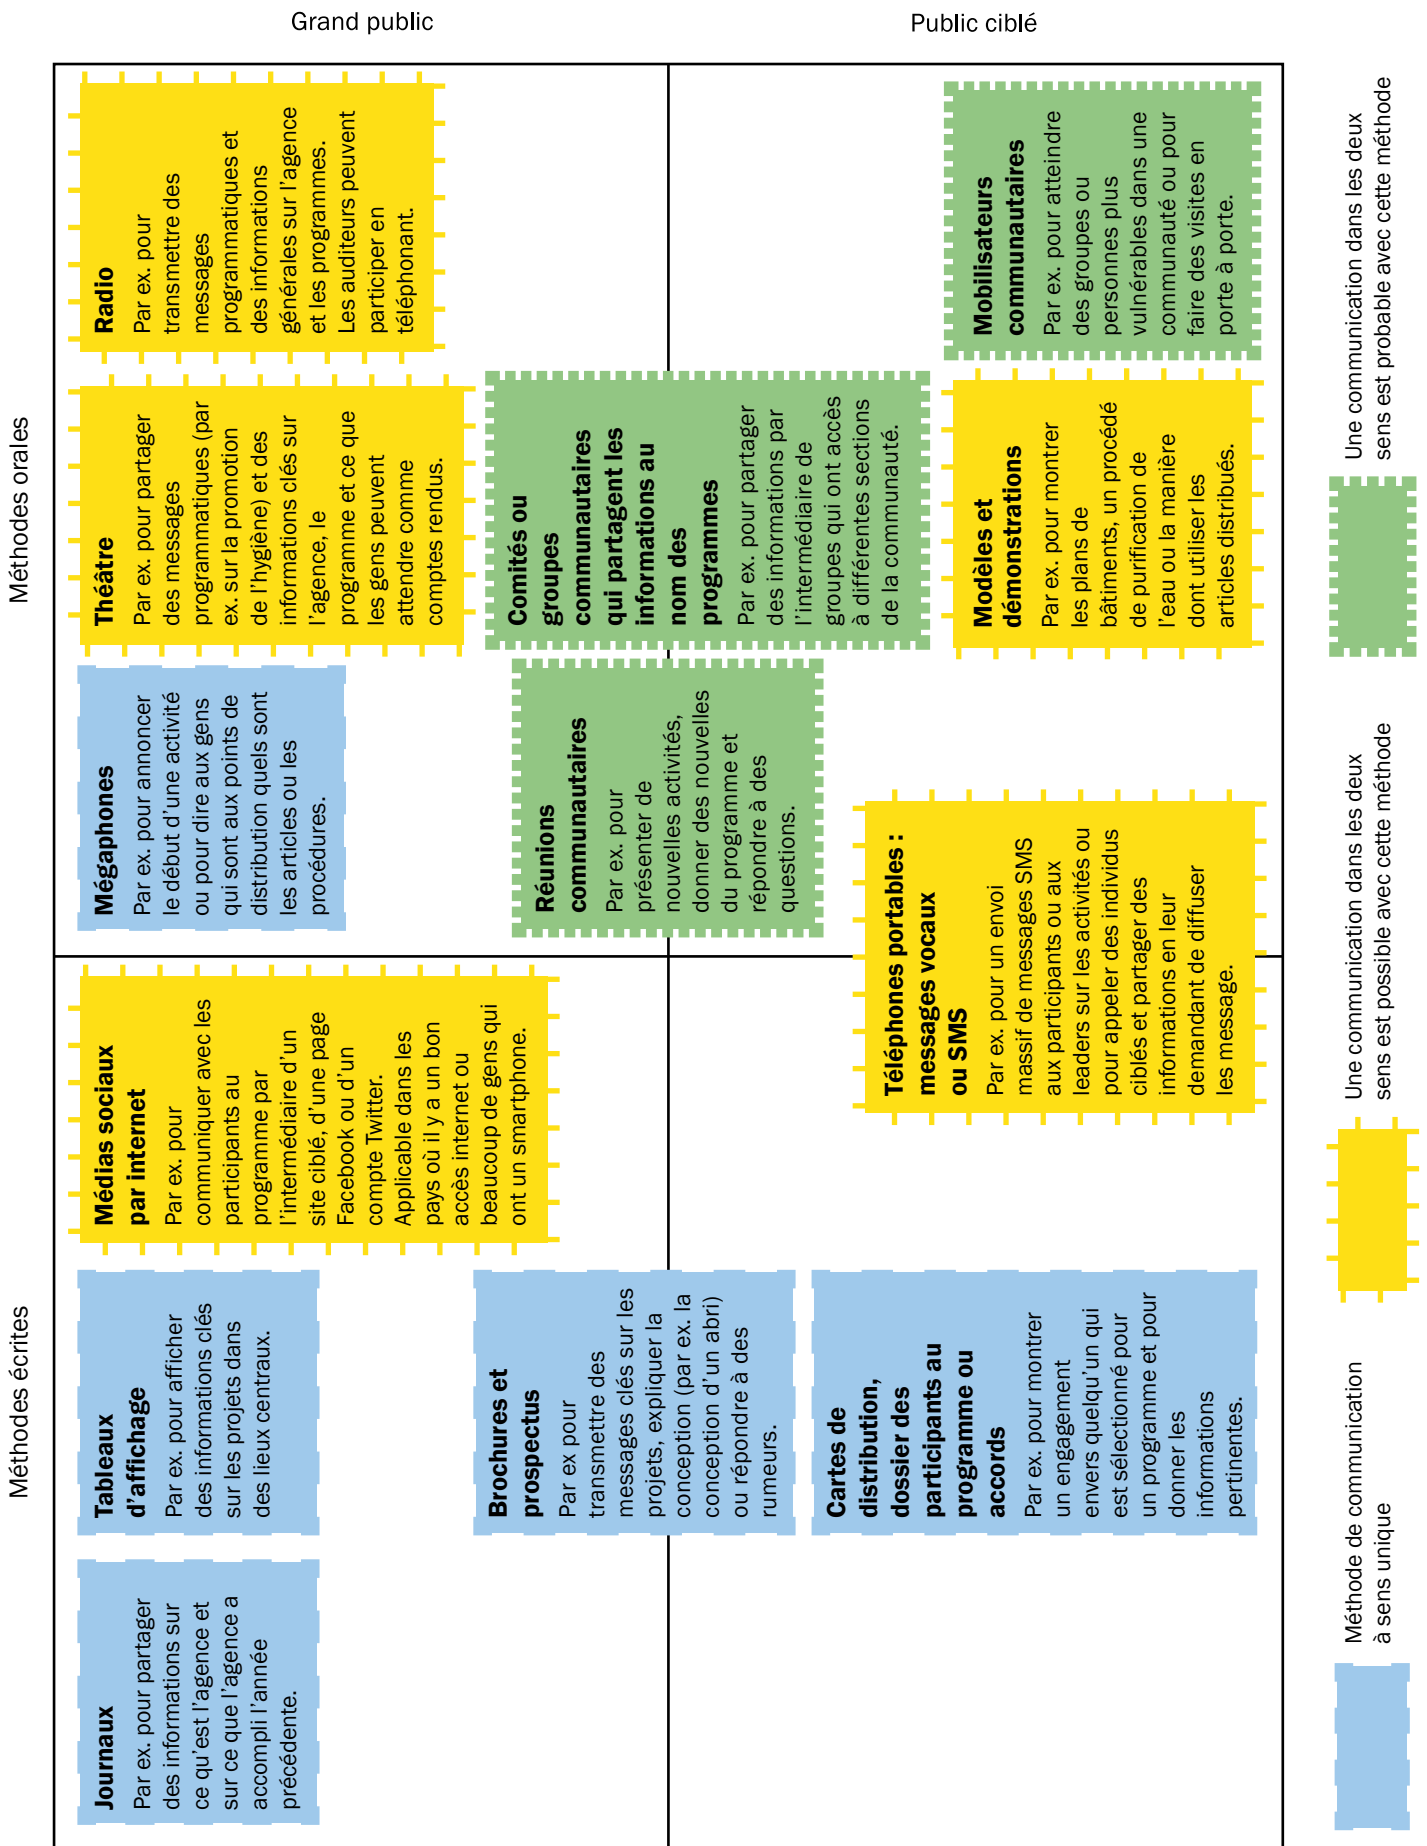 Grand public
Public ciblé
Méthodes écrites
Méthodes orales
Journaux
Par ex. pour partager
des informations sur
ce qu'est l'agence et
sur ce que l'agence a
accompli l'année
précédente.
Tableaux
d'affichage
Par ex. pour afficher
des informations clés
sur les projets dans
des lieux centraux.
Médias sociaux
par internet
Par ex. pour
communiquer avec les
participants au
programme par
l'intermédiaire d'un
site ciblé, d'une page
Facebook ou d'un
compte Twitter.
Applicable dans les
pays où il y a un bon
accès internet ou
beaucoup de gens qui
ont un smartphone.
Mégaphones
Par ex. pour annoncer
le début d'une activité
ou pour dire aux gens
qui sont aux points de
distribution quels sont
les articles ou les
procédures.
Théâtre
Par ex. pour partager
des messages
programmatiques (par
ex. sur la promotion
de l'hygiène) et des
informations clés sur
l'agence, le
programme et ce que
les gens peuvent
attendre comme
comptes rendus.
Radio
Par ex. pour
transmettre des
messages
programmatiques et
des informations
générales sur l'agence
et les programmes.
Les auditeurs peuvent
participer en
téléphonant.
Brochures et
prospectus
Par ex pour
transmettre des
messages clés sur les
projets, expliquer la
conception (par ex. la
conception d'un abri)
ou répondre à des
rumeurs.
Réunions
communautaires
Par ex. pour
présenter de
nouvelles activités,
donner des nouvelles
du programme et
répondre à des
questions.
Comités ou
groupes
communautaires
qui partagent les
informations au
nom des
programmes
Par ex. pour partager
des informations par
l'intermédiaire de
groupes qui ont accès
à différentes sections
de la communauté.
Cartes de
distribution,
dossier des
participants au
programme ou
accords
Par ex. pour montrer
un engagement
envers quelqu'un qui
est sélectionné pour
un programme et pour
donner les
informations
pertinentes.
Téléphones portables :
messages vocaux
ou SMS
Par ex. pour un envoi
massif de messages SMS
aux participants ou aux
leaders sur les activités ou
pour appeler des individus
ciblés et partager des
informations en leur
demandant de diffuser
les message.
Modèles et
démonstrations
Par ex. pour montrer
les plans de
bâtiments, un procédé
de purification de
l'eau ou la manière
dont utiliser les
articles distribués.
Mobilisateurs
communautaires
Par ex. pour atteindre
des groupes ou
personnes plus
vulnérables dans une
communauté ou pour
faire des visites en
porte à porte.
Méthode de communication
à sens unique
Une communication dans les deux
sens est possible avec cette méthode
Une communication dans les deux
sens est probable avec cette méthode